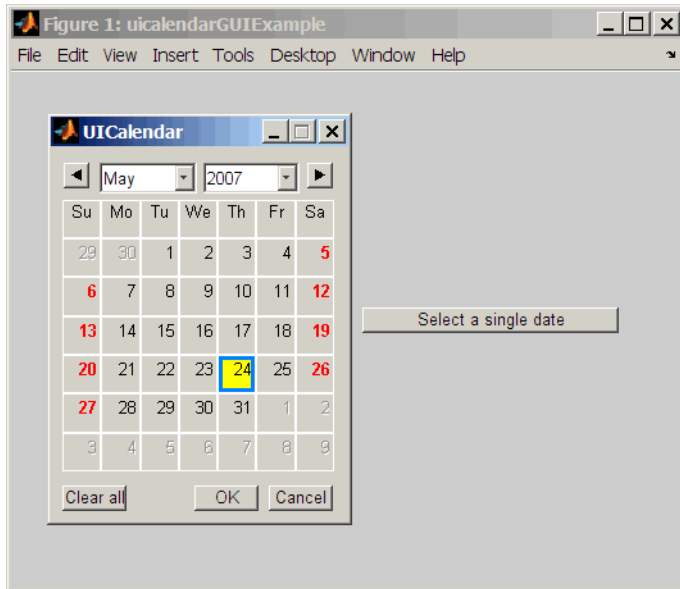 Figure 1: uicalendarGUIExample
File Edit View Insert Tools Desktop Window Help
UICalendar
May 2007
Su Mo Tu We Th Fr Sa
29 30 1 2 3 4 5
6 7 8 9 10 11 12
13 14 15 16 17 18 19
Select a single date
20 21 22 23 24 25 26
27 28 29 30 31 1 2
3 4 5 6 7 8 9
Clear all OK Cancel